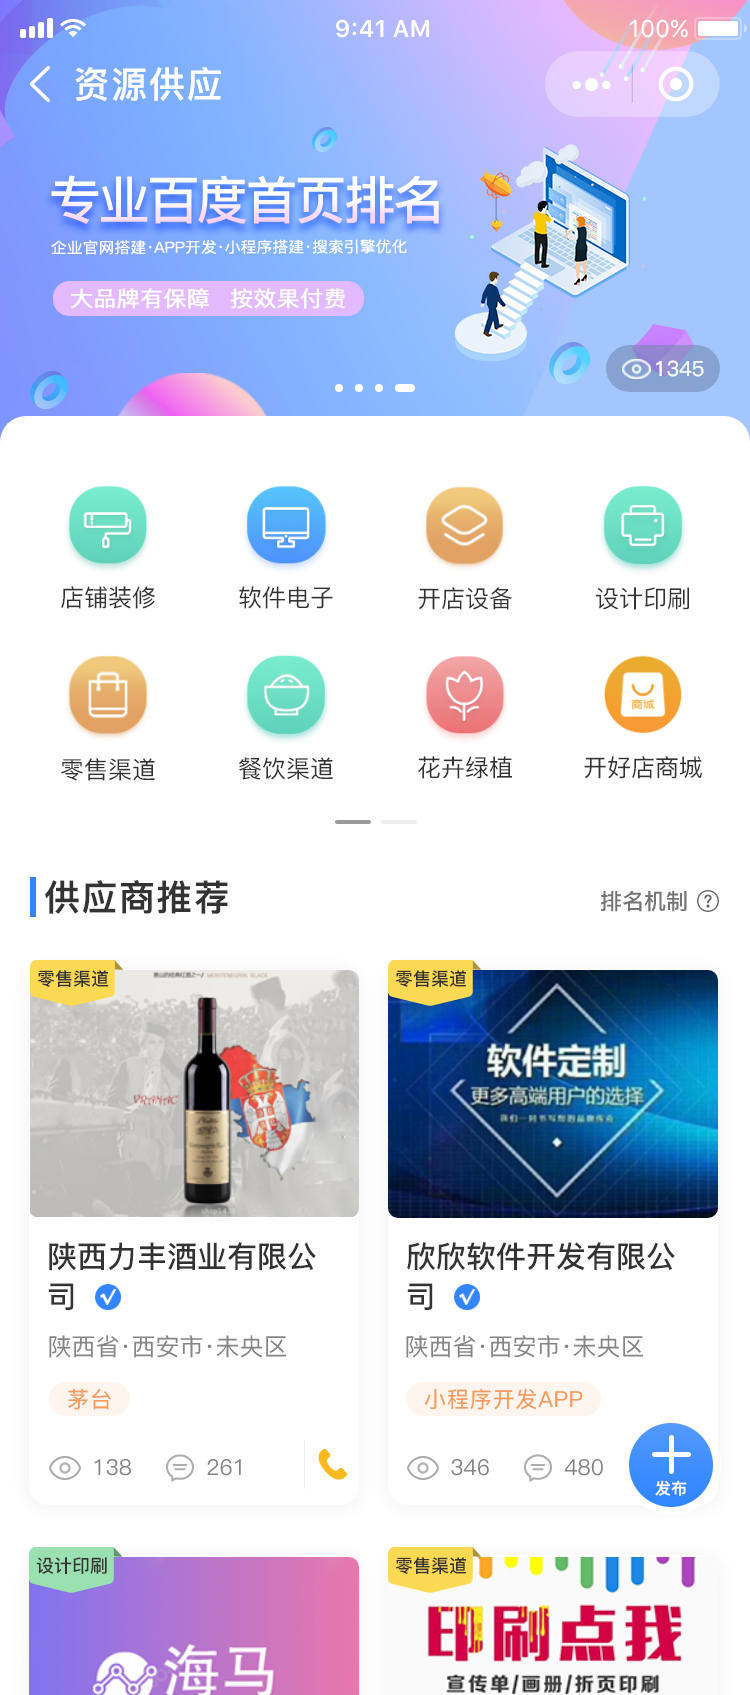 9:41 AM
100%
资源供应
专业百度首页排名
企业官网搭建·APP开发·小程序搭建·搜索引擎优化
大品牌有保障 按效果付费
1345
店铺装修
软件电子
开店设备
设计印刷
商城
零售渠道
餐饮渠道
花卉绿植
开好店商城
供应商推荐
排名机制 ?
零售渠道
MONTENEGRIN BLACK
VRANAC
陕西力丰酒业有限公
司
陕西省·西安市·未央区
茅台
138
261
零售渠道
软件定制
更多高端用户的选择
欣欣软件开发有限公
司
陕西省·西安市·未央区
小程序开发APP
346
480
发布
设计印刷
海马
零售渠道
印刷点我
宣传单/画册/折页印刷